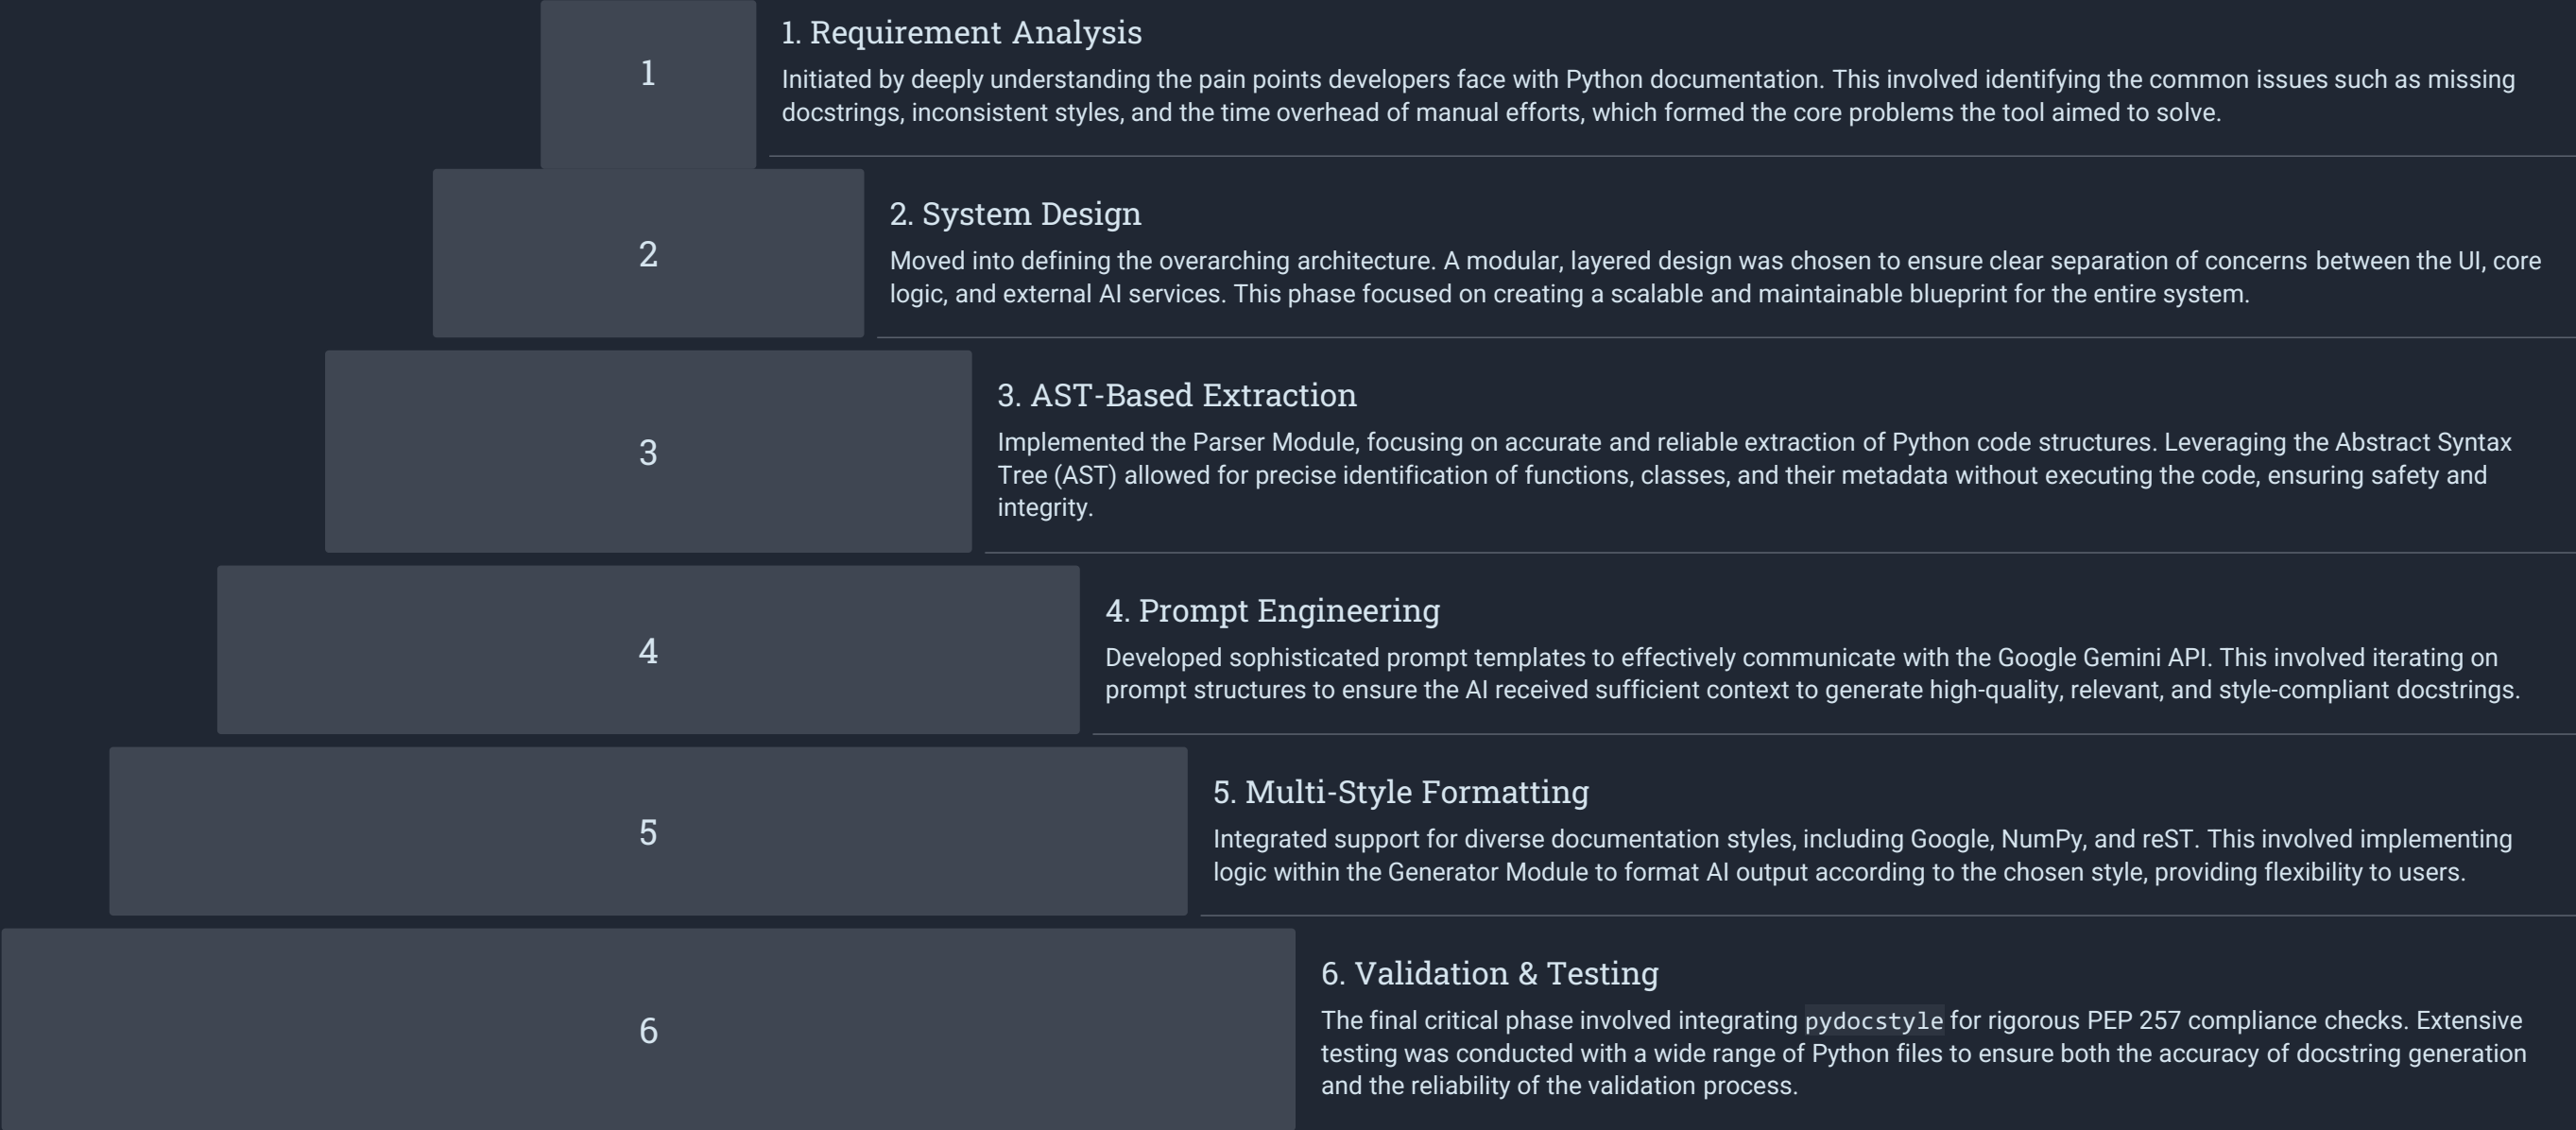 1
1. Requirement Analysis
Initiated by deeply understanding the pain points developers face with Python documentation. This involved identifying the common issues such as missing
docstrings, inconsistent styles, and the time overhead of manual efforts, which formed the core problems the tool aimed to solve.
2
2. System Design
Moved into defining the overarching architecture. A modular, layered design was chosen to ensure clear separation of concerns between the UI, core
logic, and external AI services. This phase focused on creating a scalable and maintainable blueprint for the entire system.
3
3. AST-Based Extraction
Implemented the Parser Module, focusing on accurate and reliable extraction of Python code structures. Leveraging the Abstract Syntax
Tree (AST) allowed for precise identification of functions, classes, and their metadata without executing the code, ensuring safety and
integrity.
4
4. Prompt Engineering
Developed sophisticated prompt templates to effectively communicate with the Google Gemini API. This involved iterating on
prompt structures to ensure the AI received sufficient context to generate high-quality, relevant, and style-compliant docstrings.
5
5. Multi-Style Formatting
Integrated support for diverse documentation styles, including Google, NumPy, and reST. This involved implementing
logic within the Generator Module to format AI output according to the chosen style, providing flexibility to users.
6
6. Validation & Testing
The final critical phase involved integrating pydocstyle for rigorous PEP 257 compliance checks. Extensive
testing was conducted with a wide range of Python files to ensure both the accuracy of docstring generation
and the reliability of the validation process.